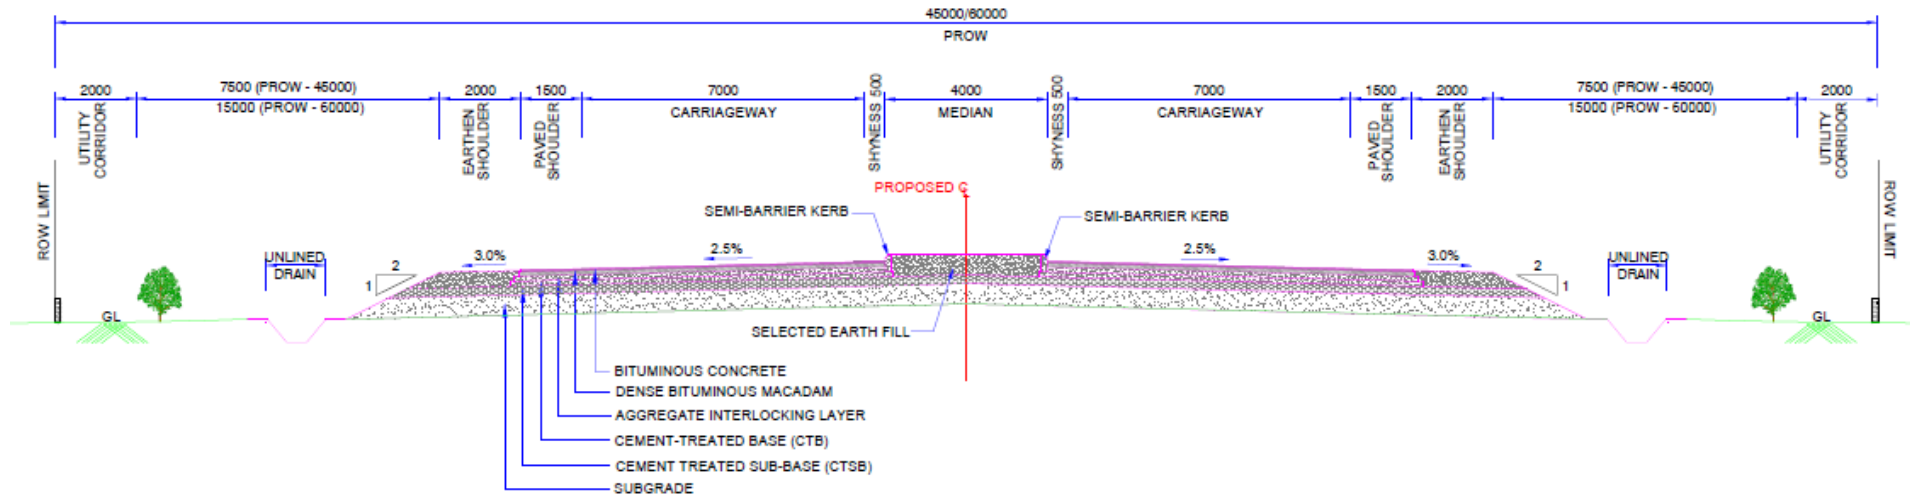 45000/60000
PROW
2000
7500 (PROW - 45000)
15000 (PROW - 60000)
2000
1500
7000
SHYNESS 500
4000
SHYNESS 500
7000
1500
2000
7500 (PROW - 45000)
15000 (PROW - 60000)
2000
UTILITY
CORRIDOR
EARTHEN
SHOULDER
PAVED
SHOULDER
CARRIAGEWAY
MEDIAN
CARRIAGEWAY
PAVED
SHOULDER
EARTHEN
SHOULDER
UTILITY
CORRIDOR
ROW LIMIT
PROPOSED ℄
ROW LIMIT
SEMI-BARRIER KERB
SEMI-BARRIER KERB
UNLINED
DRAIN
2
1
3.0%
2.5%
2.5%
3.0%
2
1
UNLINED
DRAIN
GL
GL
SELECTED EARTH FILL
BITUMINOUS CONCRETE
DENSE BITUMINOUS MACADAM
AGGREGATE INTERLOCKING LAYER
CEMENT-TREATED BASE (CTB)
CEMENT TREATED SUB-BASE (CTSB)
SUBGRADE